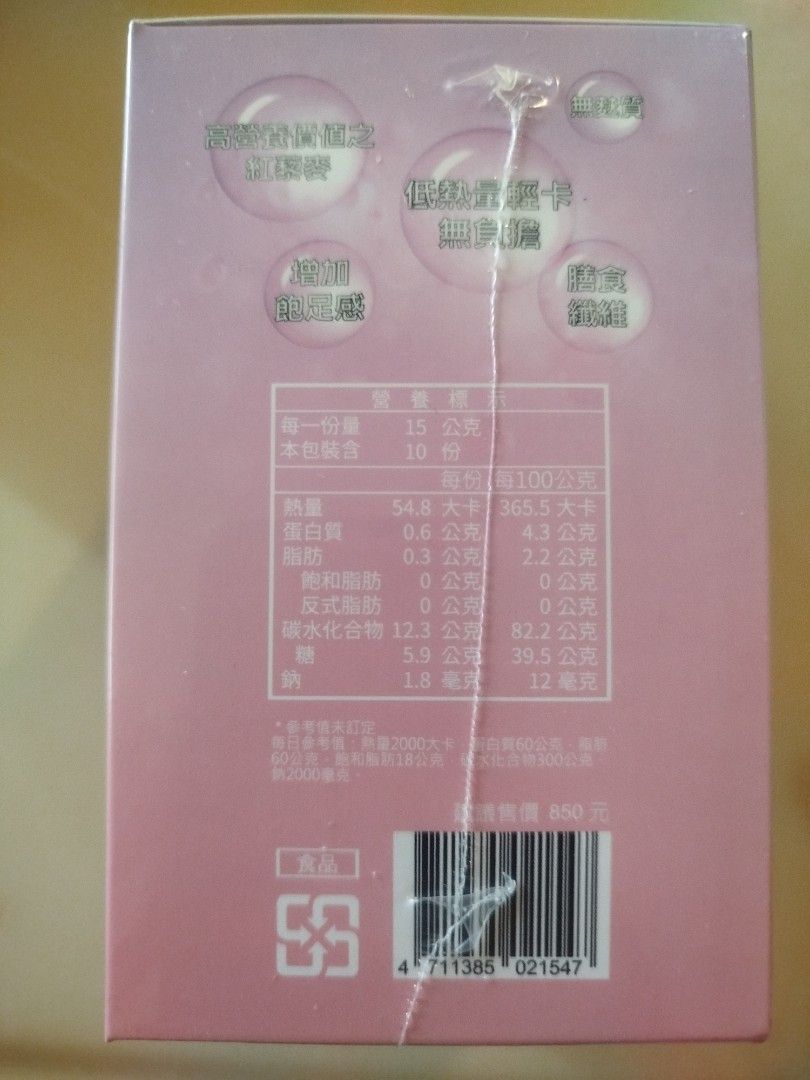 高營養價值之
紅藜麥
無麩質
低熱量輕卡
無負擔
增加
飽足感
膳食
纖維
營養標示
每一份量 15 公克
本包裝含 10 份
每份 每100公克
熱量 54.8 大卡 365.5 大卡
蛋白質 0.6 公克 4.3 公克
脂肪 0.3 公克 2.2 公克
飽和脂肪 0 公克 0 公克
反式脂肪 0 公克 0 公克
碳水化合物 12.3 公克 82.2 公克
糖 5.9 公克 39.5 公克
鈉 1.8 毫克 12 毫克
*參考值未訂定
每日參考值：熱量2000大卡、蛋白質60公克、脂肪
60公克、飽和脂肪18公克、碳水化合物300公克、
鈉2000毫克。
建議售價 850 元
食品
4 711385 021547